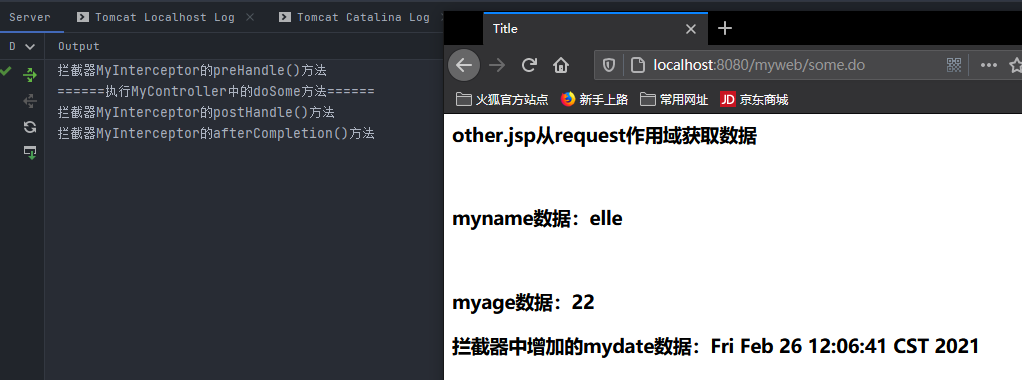 Server Tomcat Localhost Log Tomcat Catalina Log
D Output
拦截器MyInterceptor的preHandle()方法
======执行MyController中的doSome方法======
拦截器MyInterceptor的postHandle()方法
拦截器MyInterceptor的afterCompletion()方法
Title
localhost:8080/myweb/some.do
火狐官方站点 新手上路 常用网址 JD 京东商城
other.jsp从request作用域获取数据
myname数据：elle
myage数据：22
拦截器中增加的mydate数据：Fri Feb 26 12:06:41 CST 2021